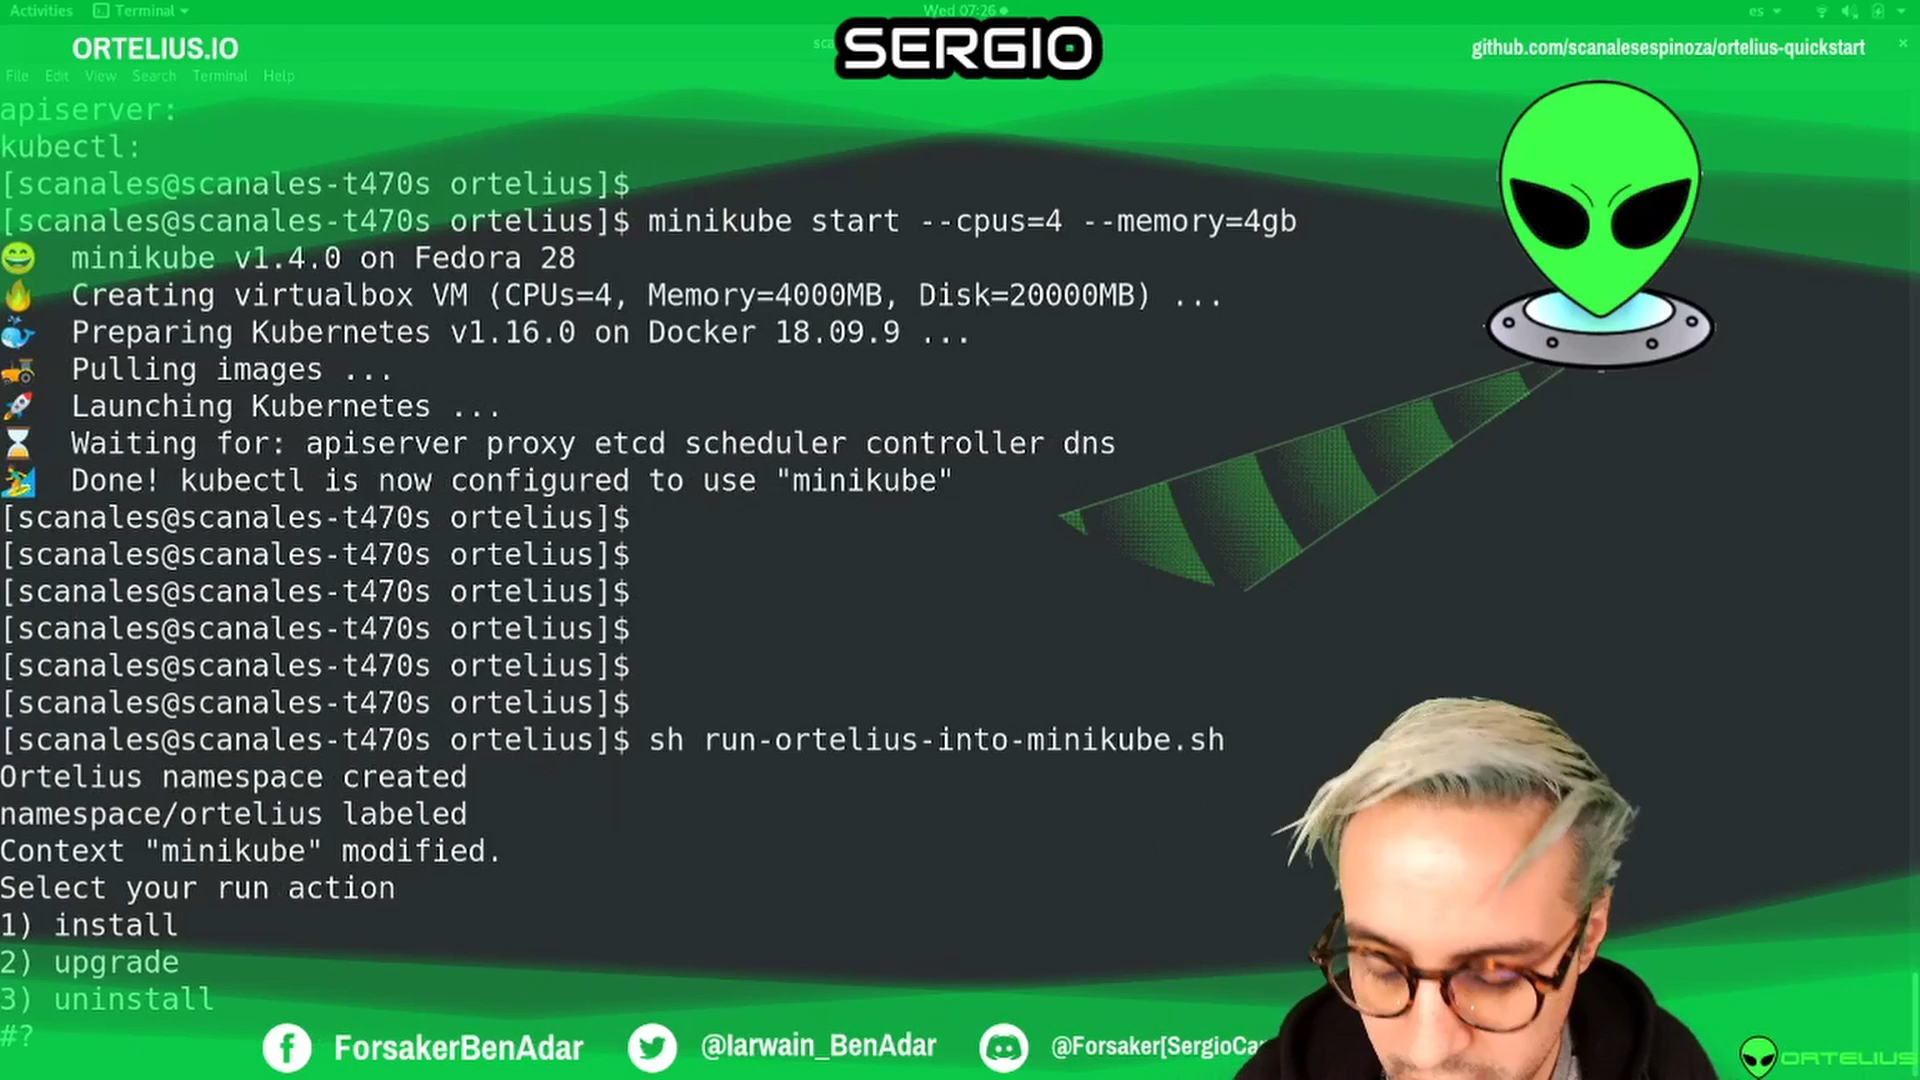 Activities Terminal Wed 07:26 es
ORTELIUS.IO
SERGIO
github.com/scanalesespinoza/ortelius-quickstart
File Edit View Search Terminal Help
apiserver:
kubectl:
[scanales@scanales-t470s ortelius]$
[scanales@scanales-t470s ortelius]$ minikube start --cpus=4 --memory=4gb
minikube v1.4.0 on Fedora 28
Creating virtualbox VM (CPUs=4, Memory=4000MB, Disk=20000MB) ...
Preparing Kubernetes v1.16.0 on Docker 18.09.9 ...
Pulling images ...
Launching Kubernetes ...
Waiting for: apiserver proxy etcd scheduler controller dns
Done! kubectl is now configured to use "minikube"
[scanales@scanales-t470s ortelius]$
[scanales@scanales-t470s ortelius]$
[scanales@scanales-t470s ortelius]$
[scanales@scanales-t470s ortelius]$
[scanales@scanales-t470s ortelius]$
[scanales@scanales-t470s ortelius]$
[scanales@scanales-t470s ortelius]$ sh run-ortelius-into-minikube.sh
Ortelius namespace created
namespace/ortelius labeled
Context "minikube" modified.
Select your run action
1) install
2) upgrade
3) uninstall
#?
ForsakerBenAdar
@Iarwain_BenAdar
@Forsaker[SergioCa
ORTELIUS